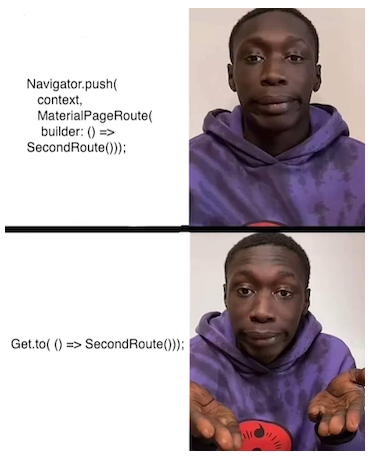 Navigator.push(
context,
MaterialPageRoute(
builder: () =>
SecondRoute()));
Get.to( () => SecondRoute()));